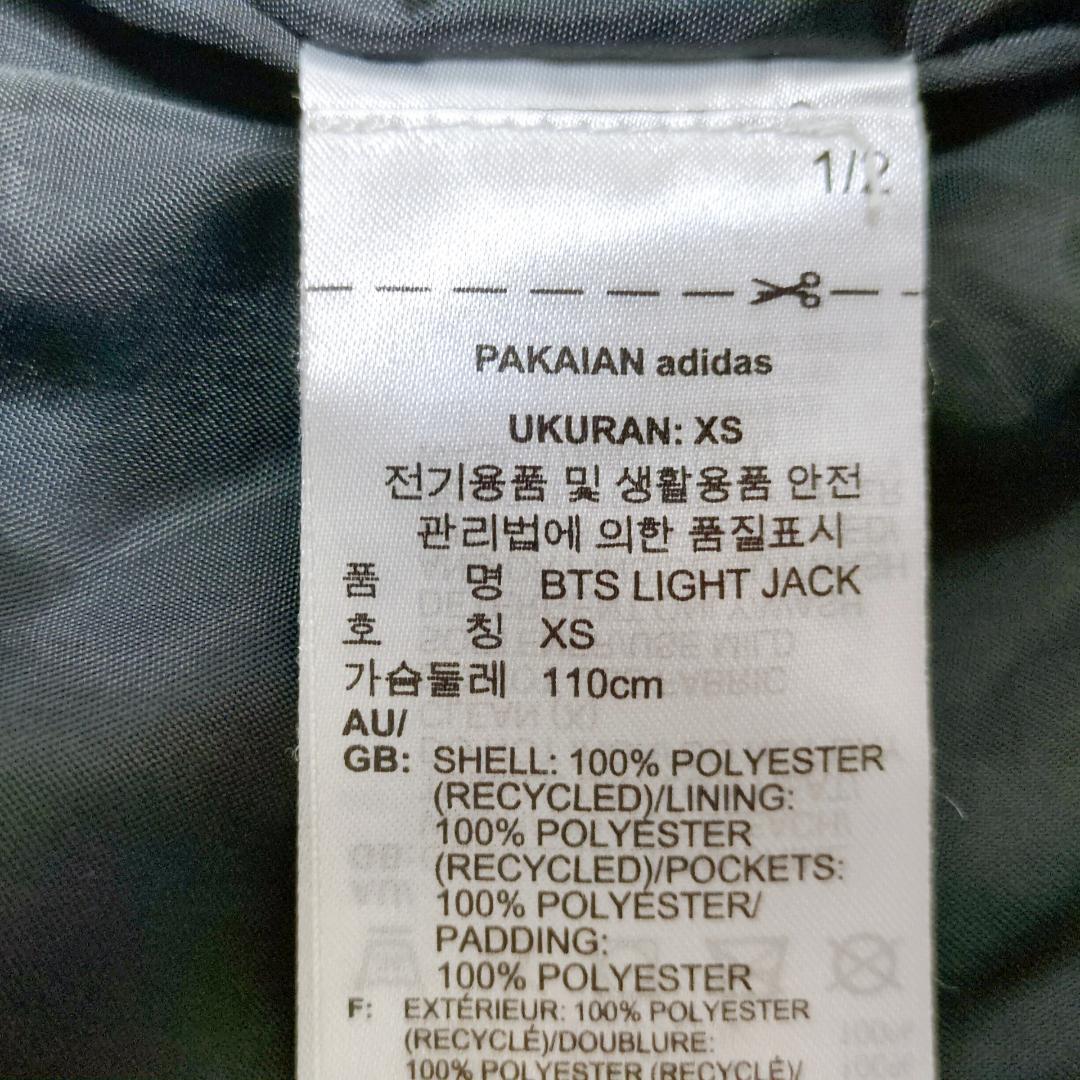 1/2
PAKAIAN adidas
UKURAN: XS
전기용품 및 생활용품 안전
관리법에 의한 품질표시
품 명 BTS LIGHT JACK
호 칭 XS
가슴둘레 110cm
AU/
GB: SHELL: 100% POLYESTER
(RECYCLED)/LINING:
100% POLYESTER
(RECYCLED)/POCKETS:
100% POLYESTER/
PADDING:
100% POLYESTER
F: EXTÉRIEUR: 100% POLYESTER
(RECYCLÉ)/DOUBLURE:
100% POLYESTER (RECYCLÉ)/